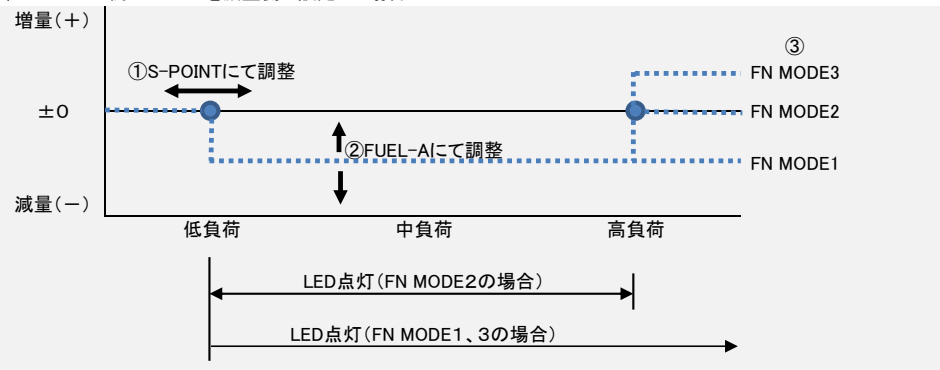 増量(+)
③
①S-POINTにて調整
FN MODE3
±0
FN MODE2
②FUEL-Aにて調整
FN MODE1
減量(-)
低負荷
中負荷
高負荷
LED点灯(FN MODE2の場合)
LED点灯(FN MODE1、3の場合)